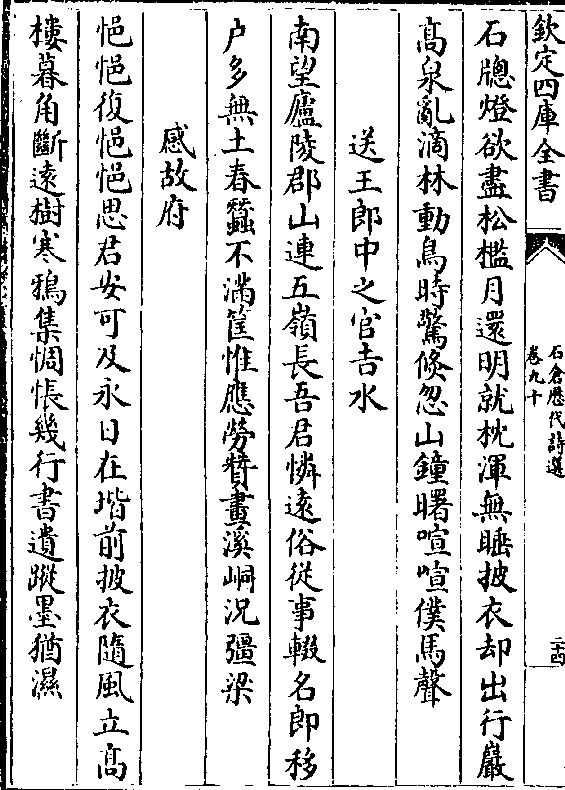 欽定四庫全書
石倉歷代詩選
卷九十
二十四
石牕燈欲盡松檻月還明就枕渾無睡披衣却出行巖
高泉亂滴林動鳥時驚倐忽山鐘曙喧喧僕馬聲
送王郎中之官吉水
南望廬陵郡山連五嶺長吾君憐遠俗從事輟名郎移
户多無土春蠶不滿筐惟應勞贊畫溪峒况彊梁
感故府
悒悒復悒悒思君安可及永日在堦前披衣隨風立高
樓暮角斷遠樹寒鴉集惆悵幾行書遺蹤墨猶濕